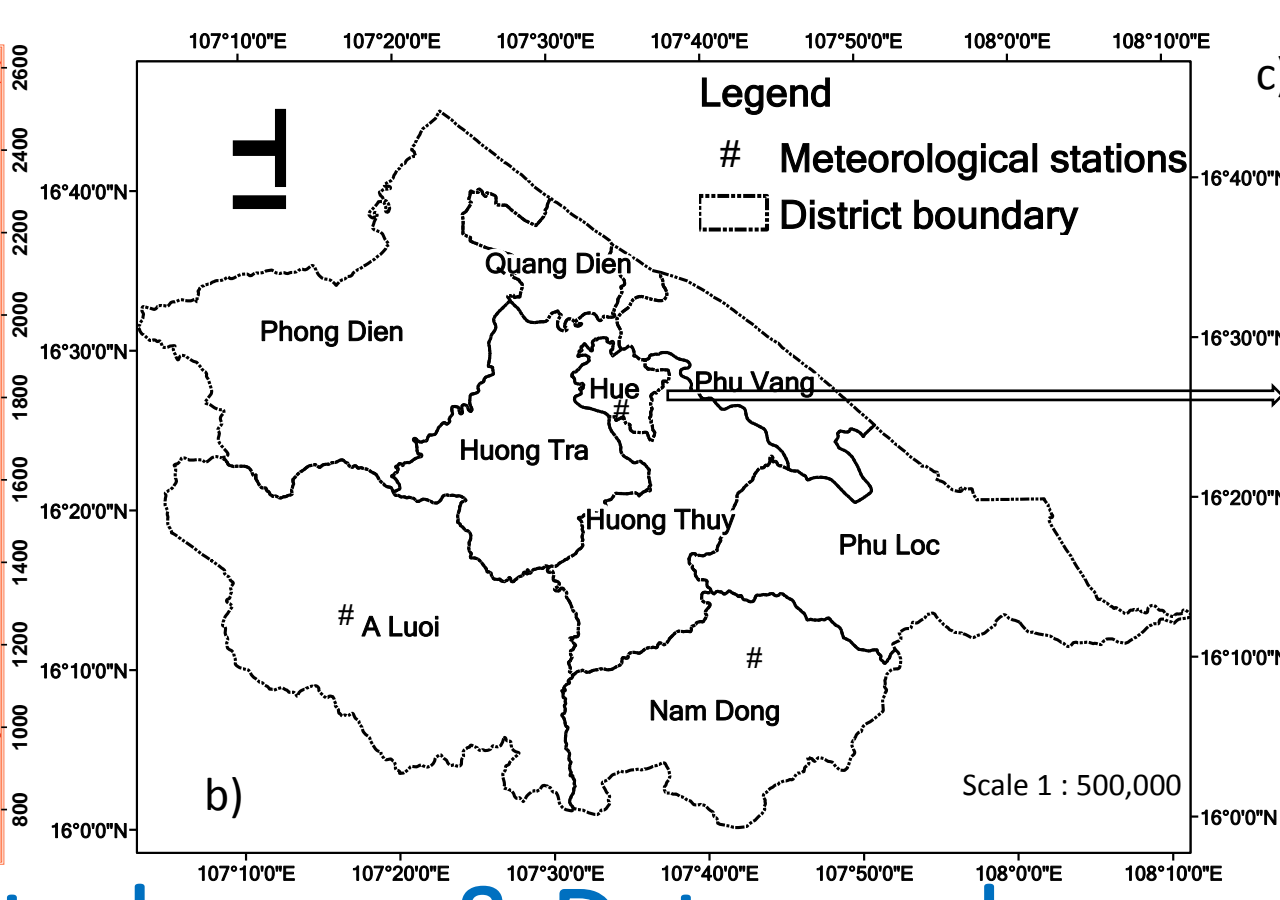 107°10'0"E 107°20'0"E 107°30'0"E 107°40'0"E 107°50'0"E 108°0'0"E 108°10'0"E
2600
2400
2200
2000
1800
1600
1400
1200
1000
800
c)
Legend
# Meteorological stations
District boundary
16°40'0"N
16°30'0"N
16°20'0"N
16°10'0"N
16°0'0"N
16°40'0"N
16°30'0"N
16°20'0"N
16°10'0"N
16°0'0"N
Quang Dien
Phong Dien
Phu Vang
Hue
#
Huong Tra
Huong Thuy
Phu Loc
#
A Luoi
#
Nam Dong
b)
Scale 1 : 500,000
107°10'0"E 107°20'0"E 107°30'0"E 107°40'0"E 107°50'0"E 108°0'0"E 108°10'0"E